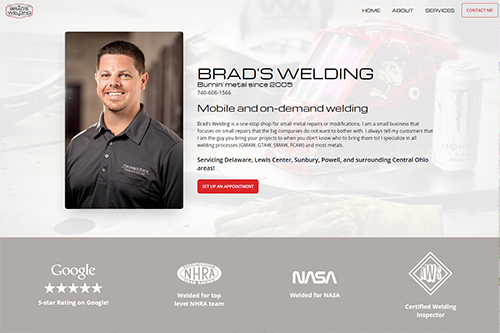 BRAD'S
WELDING
HOME
ABOUT
SERVICES
CONTACT ME
BRAD'S WELDING
Burnin' metal since 2005
740-606-1566
Mobile and on-demand welding
Brad's Welding is a one-stop shop for small metal repairs or modifications. I am a small business that
focuses on small repairs that the big companies do not want to bother with. I always tell my customers that
I am the guy you bring your projects to when you don't know who to bring them to! I specialize in all
welding processes (GMAW, GTAW, SMAW, FCAW) and most metals.
Servicing Delaware, Lewis Center, Sunbury, Powell, and surrounding Central Ohio
areas!
SET UP AN APPOINTMENT
Google
5-star Rating on Google!
NHRA
Welded for top
level NHRA team
NASA
Welded for NASA
AWS
Certified Welding
Inspector